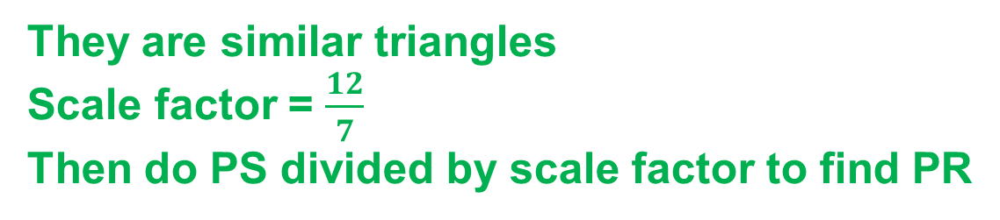 They are similar triangles
Scale factor = 12/7
Then do PS divided by scale factor to find PR